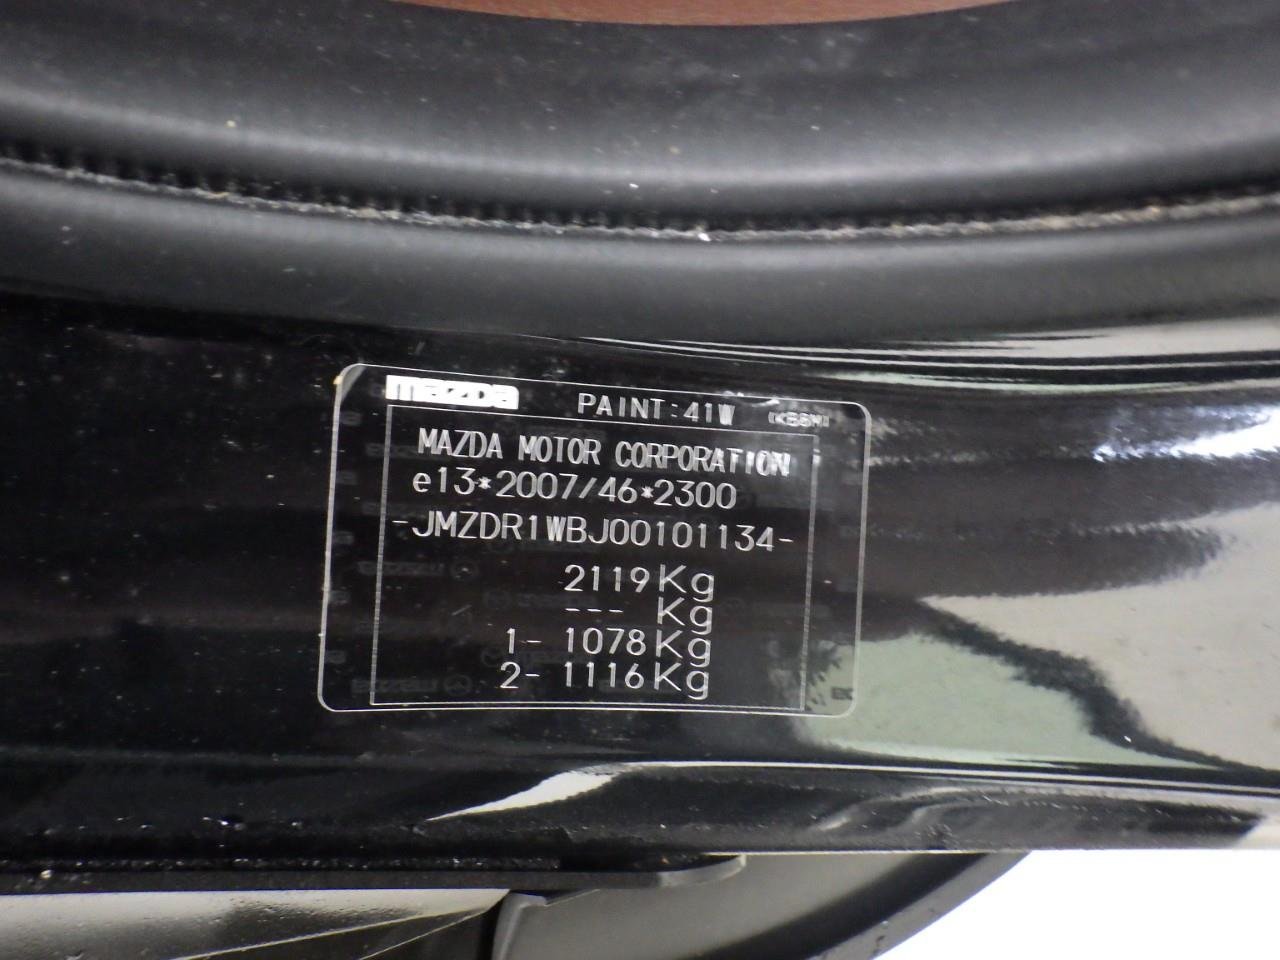 mazda PAINT:41W
MAZDA MOTOR CORPORATION
e13*2007/46*2300
-JMZDR1WBJ00101134-
2119Kg
--- Kg
1- 1078Kg
2- 1116Kg